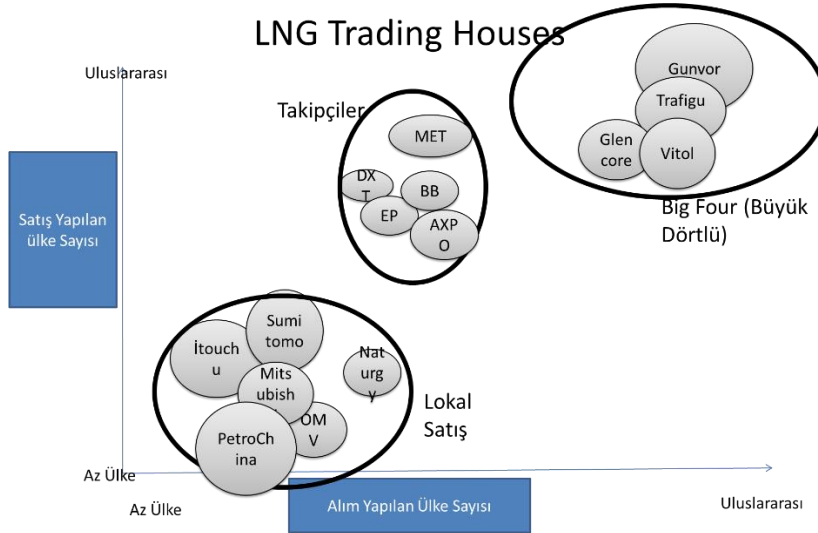 LNG Trading Houses
Uluslararası
Gunvor
Takipçiler
Trafigu
MET
Glen
core
Vitol
DX
T
BB
EP
Satış Yapılan
ülke Sayısı
AXP
O
Big Four (Büyük
Dörtlü)
Sumi
tomo
İtouch
u
Nat
urg
y
Mits
ubish
Lokal
Satış
OM
V
PetroCh
ina
Az Ülke
Az Ülke
Alım Yapılan Ülke Sayısı
Uluslararası